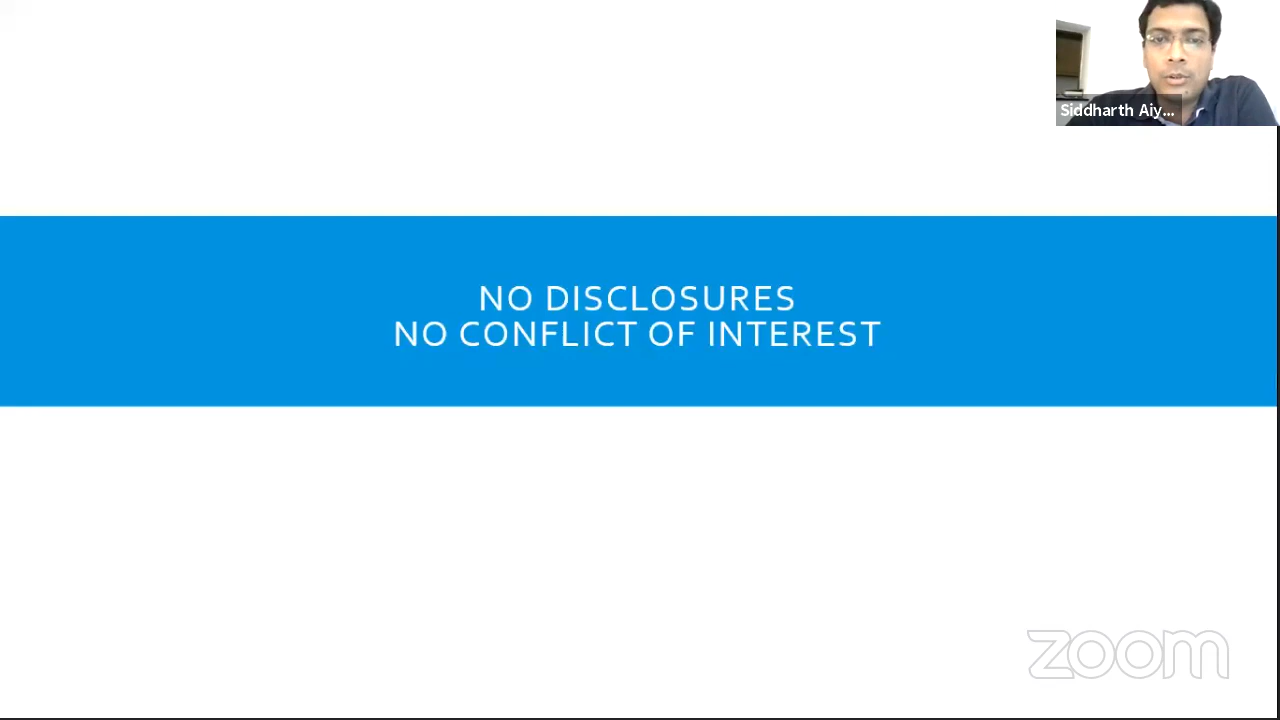 Siddharth Aiy...
NO DISCLOSURES
NO CONFLICT OF INTEREST
zoom